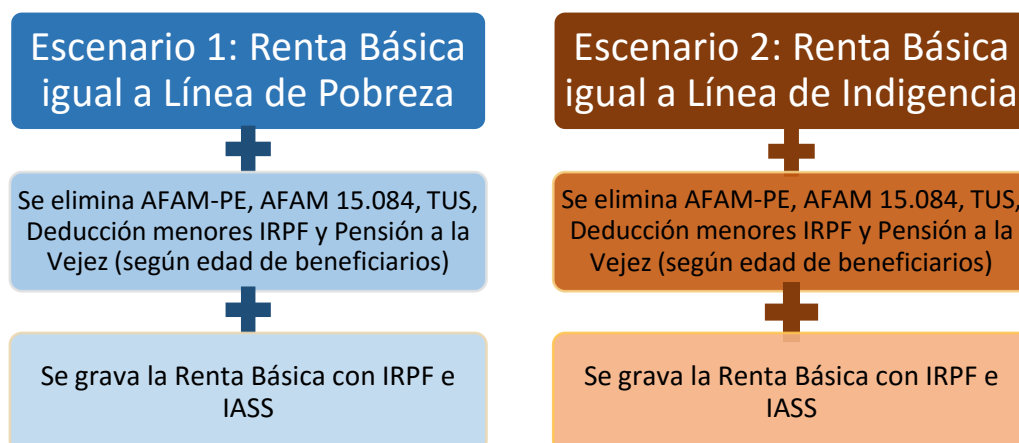 Escenario 1: Renta Básica
igual a Línea de Pobreza
Se elimina AFAM-PE, AFAM 15.084, TUS,
Deducción menores IRPF y Pensión a la
Vejez (según edad de beneficiarios)
Se grava la Renta Básica con IRPF e
IASS
Escenario 2: Renta Básica
igual a Línea de Indigencia
Se elimina AFAM-PE, AFAM 15.084, TUS,
Deducción menores IRPF y Pensión a la
Vejez (según edad de beneficiarios)
Se grava la Renta Básica con IRPF e
IASS